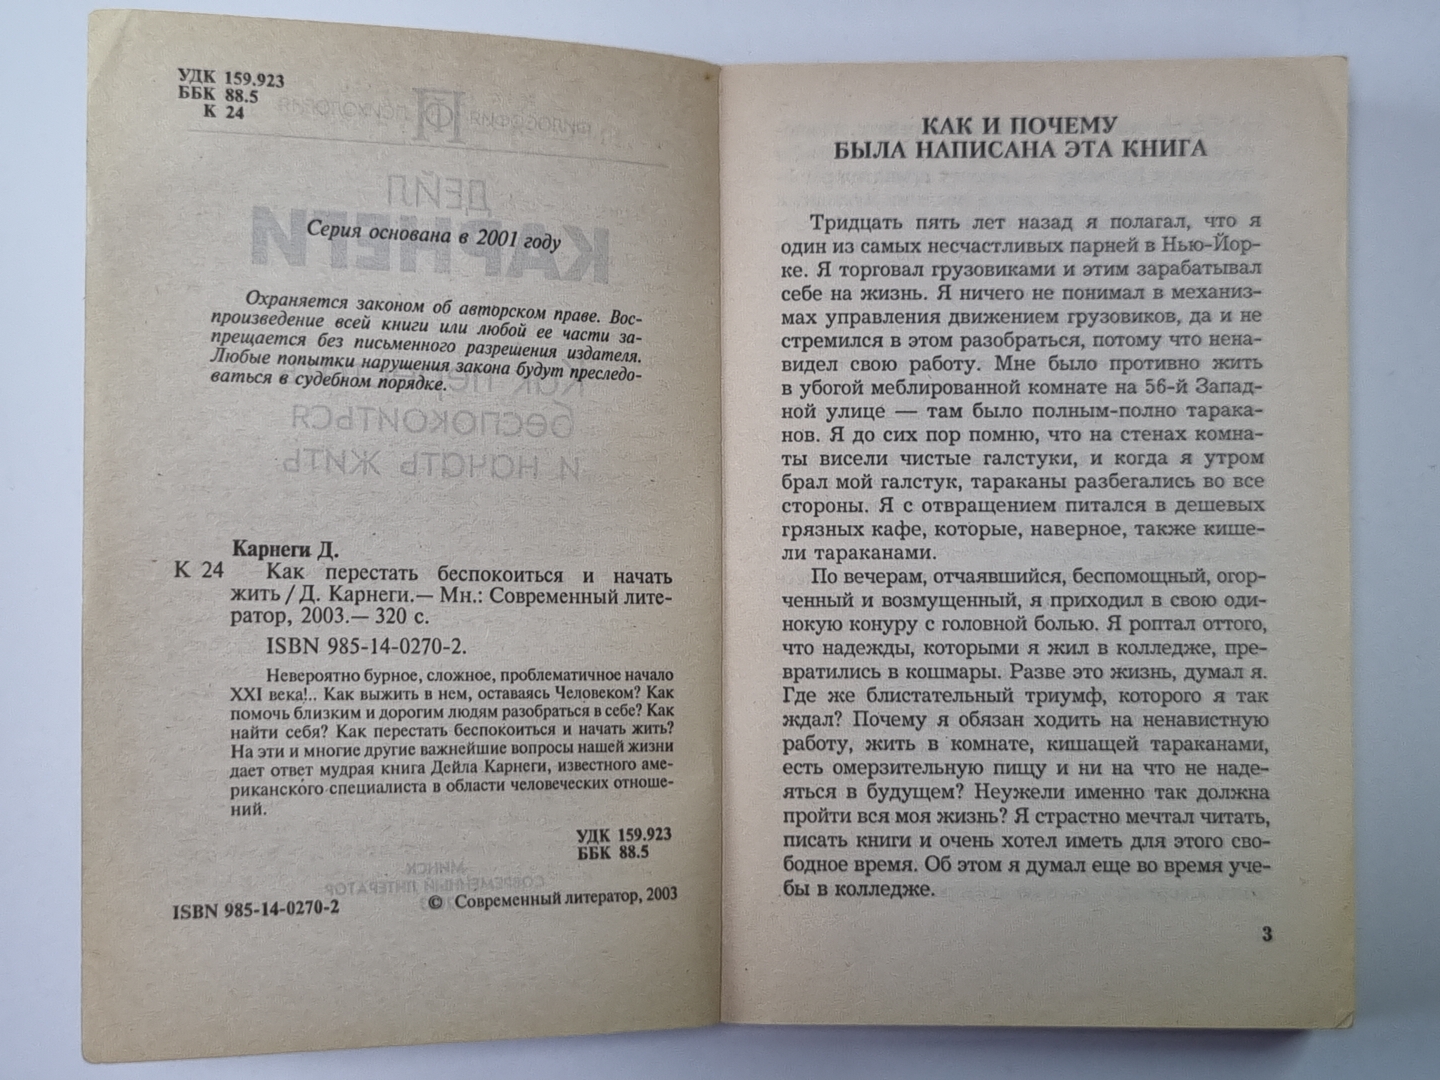 УДК 159.923
ББК 88.5
К 24
Серия основана в 2001 году
Охраняется законом об авторском праве. Вос-
произведение всей книги или любой ее части за-
прещается без письменного разрешения издателя.
Любые попытки нарушения закона будут преследо-
ваться в судебном порядке.
Карнеги Д.
К 24 Как перестать беспокоиться и начать
жить / Д. Карнеги.— Мн.: Современный лите-
ратор, 2003.— 320 с.
ISBN 985-14-0270-2.
Невероятно бурное, сложное, проблематичное начало
XXI века!.. Как выжить в нем, оставаясь Человеком? Как
помочь близким и дорогим людям разобраться в себе? Как
найти себя? Как перестать беспокоиться и начать жить?
На эти и многие другие важнейшие вопросы нашей жизни
дает ответ мудрая книга Дейла Карнеги, известного аме-
риканского специалиста в области человеческих отноше-
ний.
УДК 159.923
ББК 88.5
ISBN 985-14-0270-2 © Современный литератор, 2003
КАК И ПОЧЕМУ
БЫЛА НАПИСАНА ЭТА КНИГА
Тридцать пять лет назад я полагал, что я
один из самых несчастливых парней в Нью-Йор-
ке. Я торговал грузовиками и этим зарабатывал
себе на жизнь. Я ничего не понимал в механиз-
мах управления движением грузовиков, да и не
стремился в этом разобраться, потому что нена-
видел свою работу. Мне было противно жить
в убогой меблированной комнате на 56-й Запад-
ной улице — там было полным-полно тарака-
нов. Я до сих пор помню, что на стенах комна-
ты висели чистые галстуки, и когда я утром
брал мой галстук, тараканы разбегались во все
стороны. Я с отвращением питался в дешевых
грязных кафе, которые, наверное, также кише-
ли тараканами.
По вечерам, отчаявшийся, беспомощный, огор-
ченный и возмущенный, я приходил в свою оди-
нокую конуру с головной болью. Я роптал оттого,
что надежды, которыми я жил в колледже, пре-
вратились в кошмары. Разве это жизнь, думал я.
Где же блистательный триумф, которого я так
ждал? Почему я обязан ходить на ненавистную
работу, жить в комнате, кишащей тараканами,
есть омерзительную пищу и ни на что не наде-
яться в будущем? Неужели именно так должна
пройти вся моя жизнь? Я страстно мечтал читать,
писать книги и очень хотел иметь для этого сво-
бодное время. Об этом я думал еще во время уче-
бы в колледже.
3